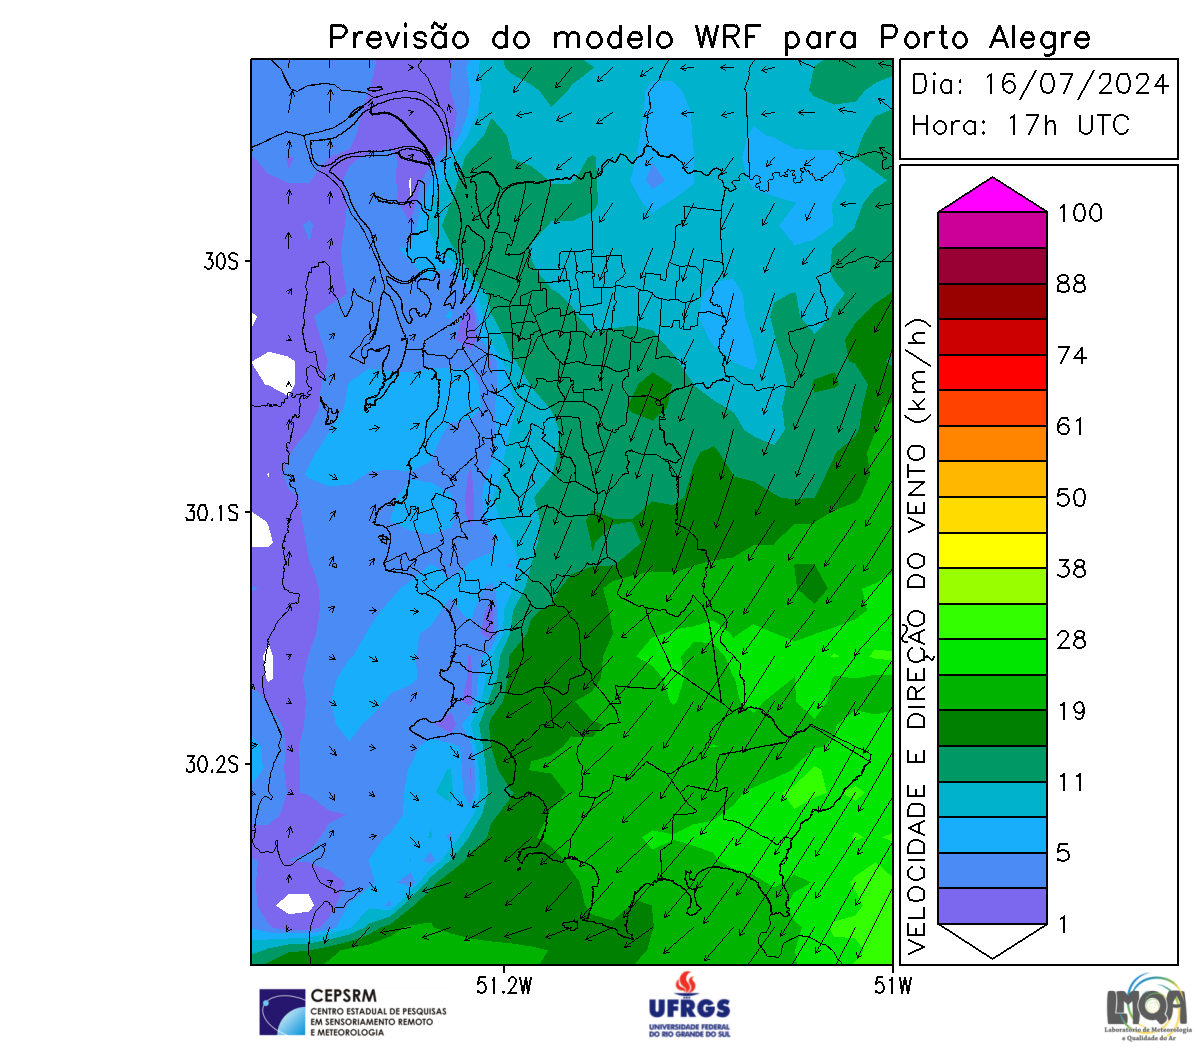 Previsão do modelo WRF para Porto Alegre
Dia: 16/07/2024
Hora: 17h UTC
30S
30.1S
30.2S
51.2W
51W
VELOCIDADE E DIREÇÃO DO VENTO (km/h)
100
88
74
61
50
38
28
19
11
5
1
CEPSRM
CENTRO ESTADUAL DE PESQUISAS
EM SENSORIAMENTO REMOTO
E METEOROLOGIA
UFRGS
UNIVERSIDADE FEDERAL
DO RIO GRANDE DO SUL
LMQA
Laboratório de Meteorologia
e Qualidade do Ar